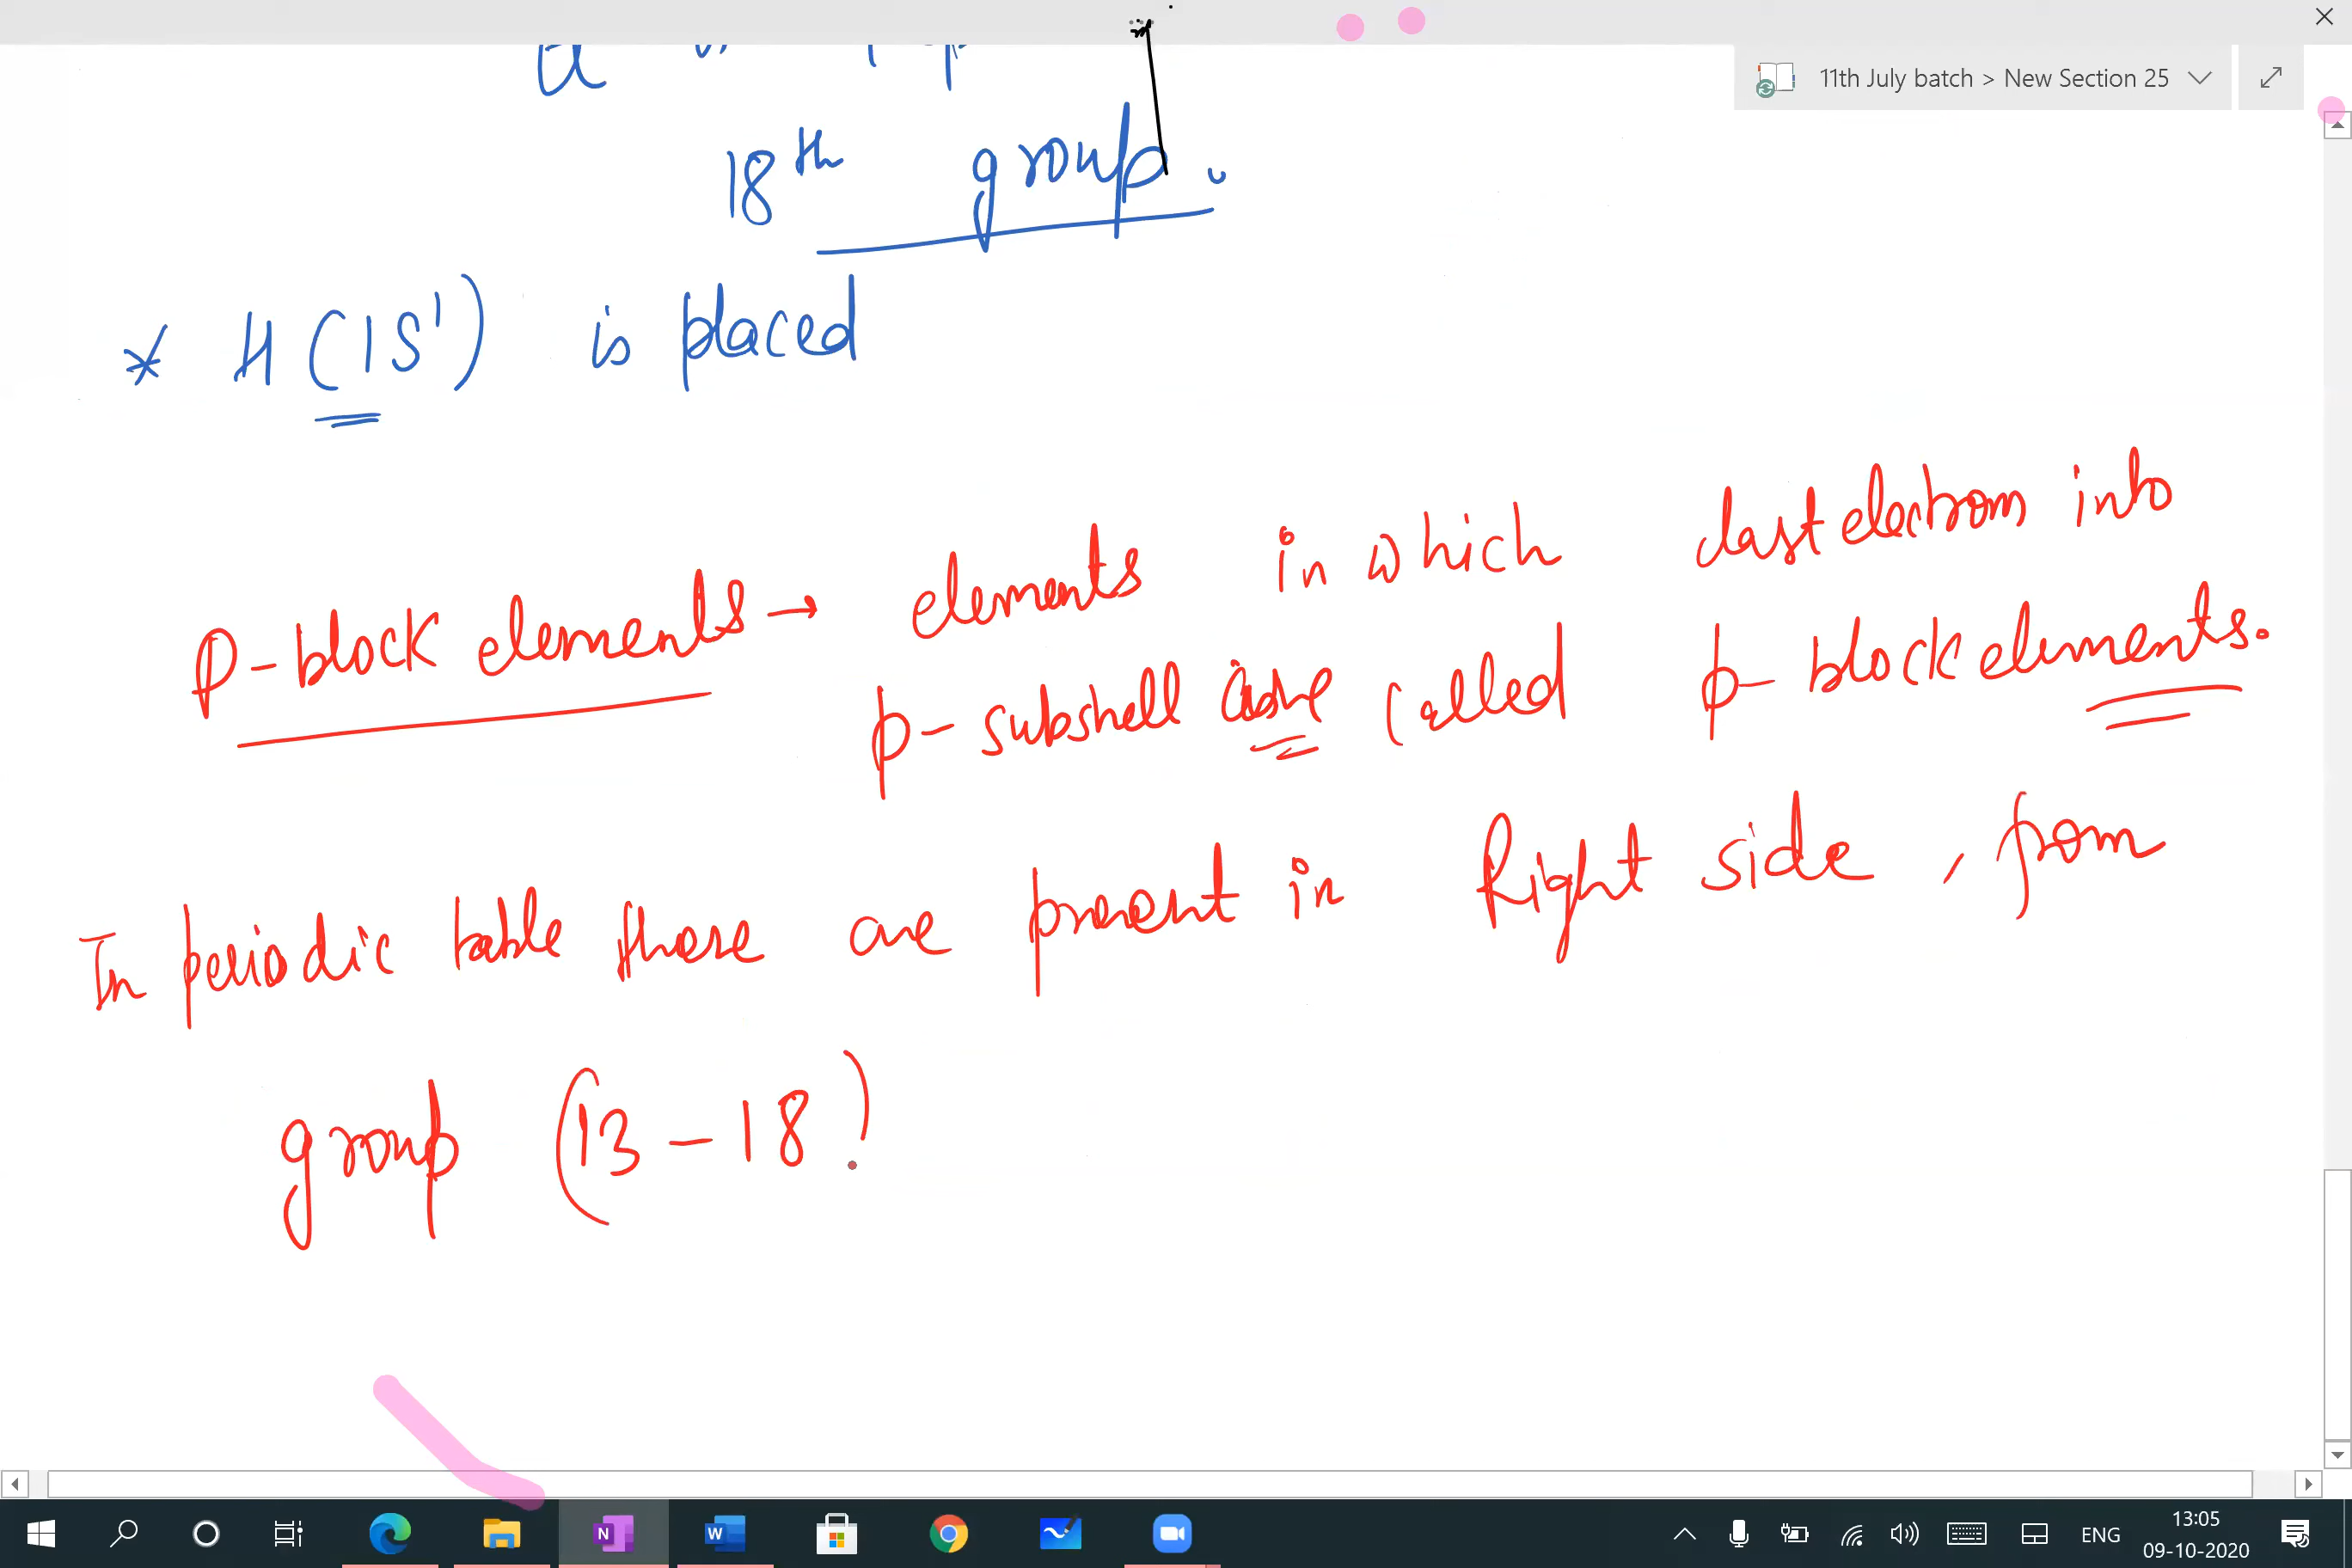 11th July batch > New Section 25
18th group.
* H (1S¹) is placed
P-block elements → elements in which last electrom into
p-subshell are called p-block elements.
In periodic table these are present in Right side, from
group (13-18)
ENG
13:05
09-10-2020